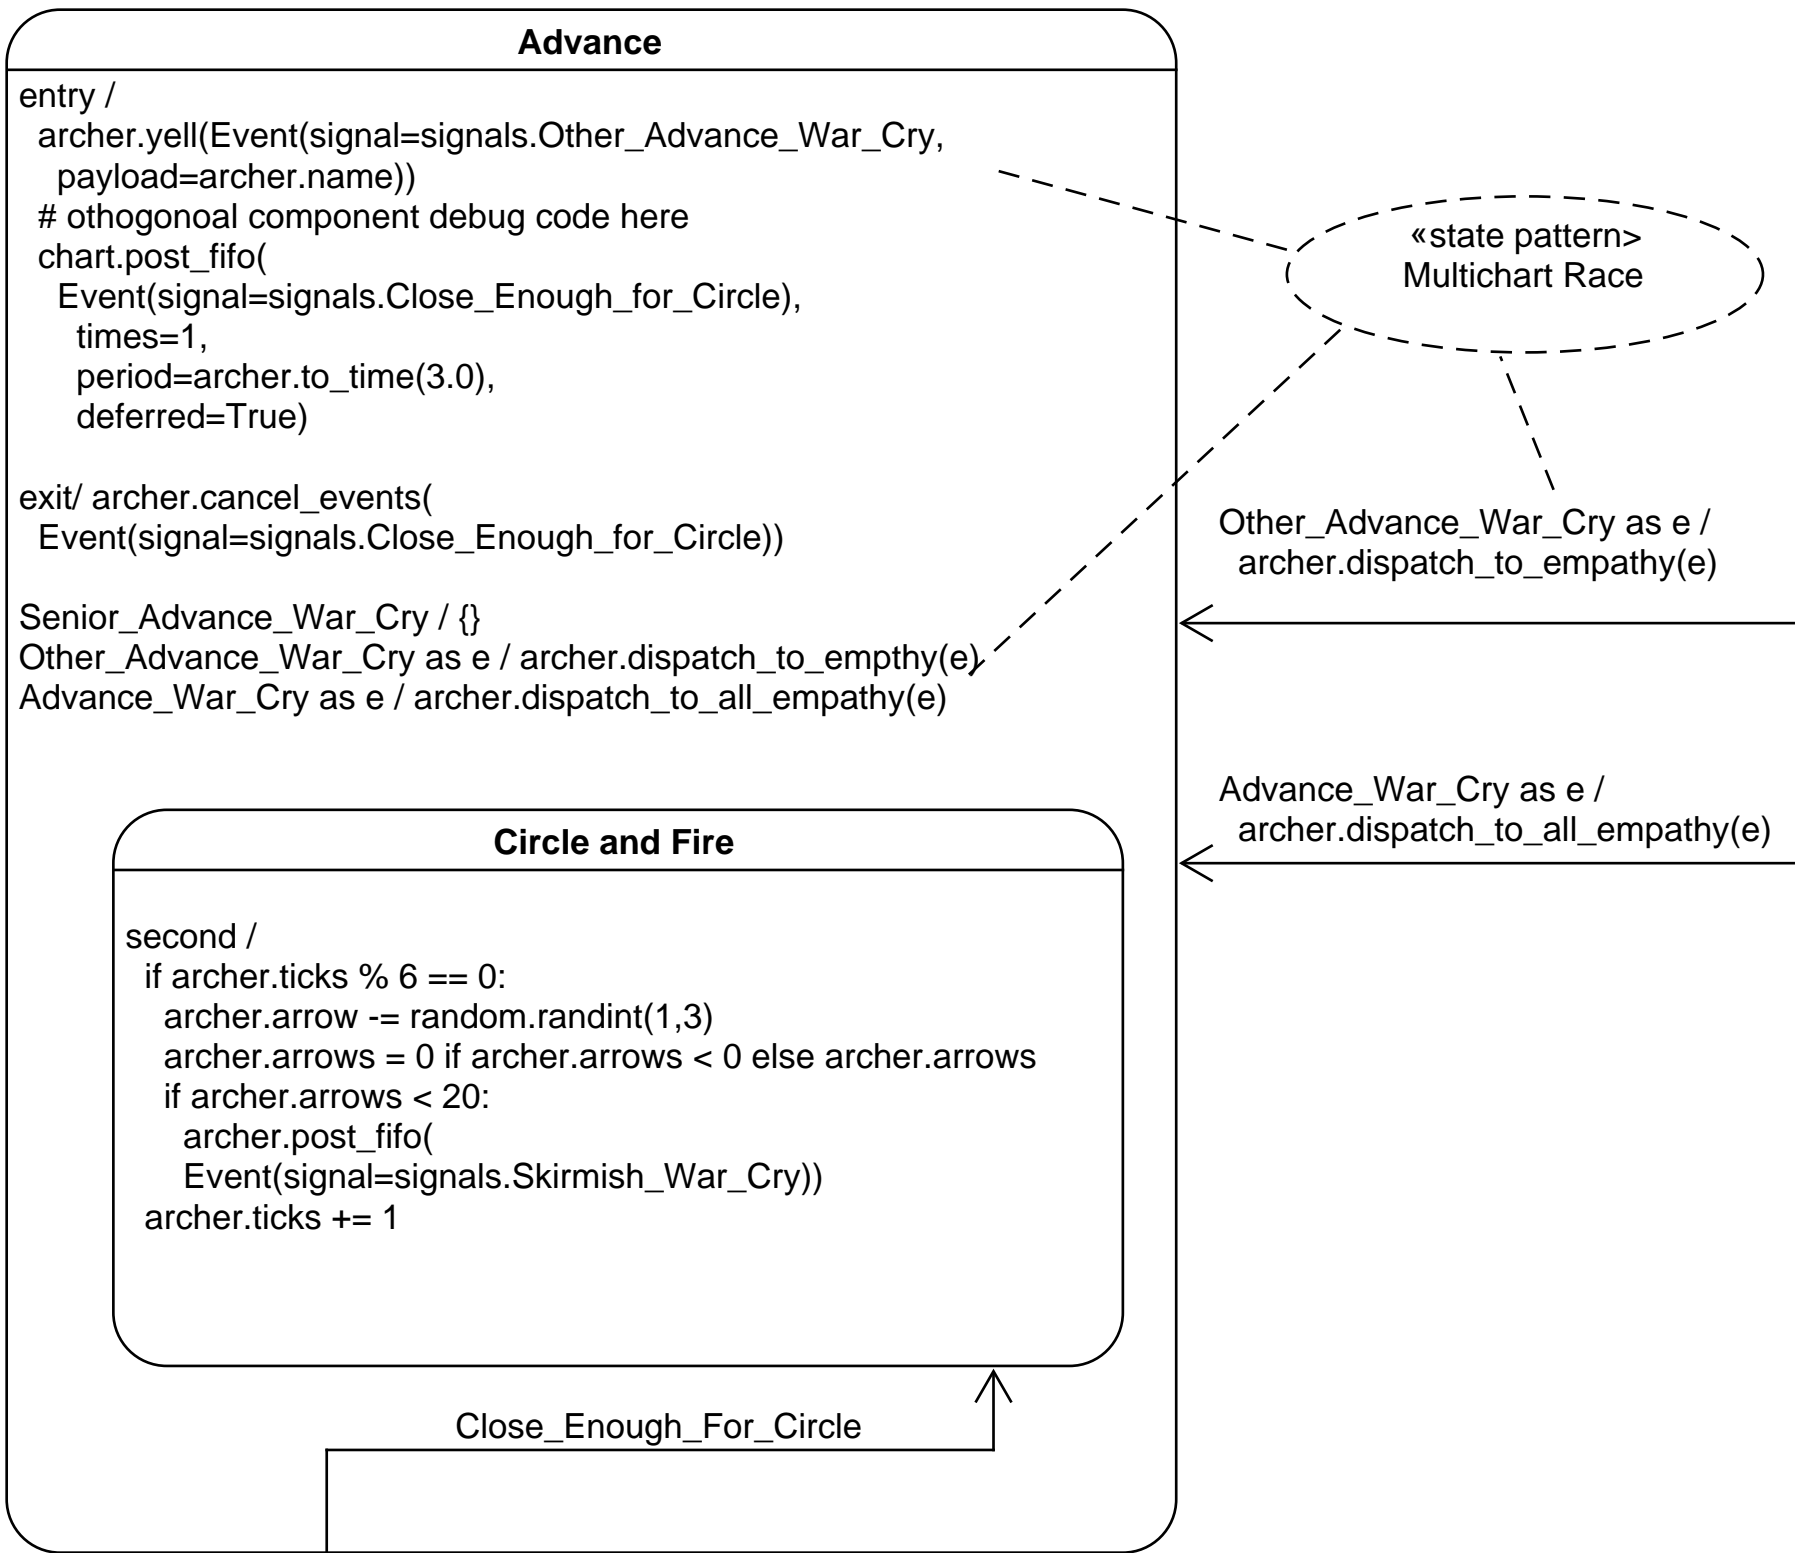 Advance
entry /
archer.yell(Event(signal=signals.Other_Advance_War_Cry,
payload=archer.name))
# othogonoal component debug code here
chart.post_fifo(
Event(signal=signals.Close_Enough_for_Circle),
times=1,
period=archer.to_time(3.0),
deferred=True)
exit/ archer.cancel_events(
Event(signal=signals.Close_Enough_for_Circle))
Senior_Advance_War_Cry / {}
Other_Advance_War_Cry as e / archer.dispatch_to_empthy(e)
Advance_War_Cry as e / archer.dispatch_to_all_empathy(e)
«state pattern>
Multichart Race
Other_Advance_War_Cry as e /
archer.dispatch_to_empathy(e)
Advance_War_Cry as e /
archer.dispatch_to_all_empathy(e)
Circle and Fire
second /
if archer.ticks % 6 == 0:
archer.arrow -= random.randint(1,3)
archer.arrows = 0 if archer.arrows < 0 else archer.arrows
if archer.arrows < 20:
archer.post_fifo(
Event(signal=signals.Skirmish_War_Cry))
archer.ticks += 1
Close_Enough_For_Circle